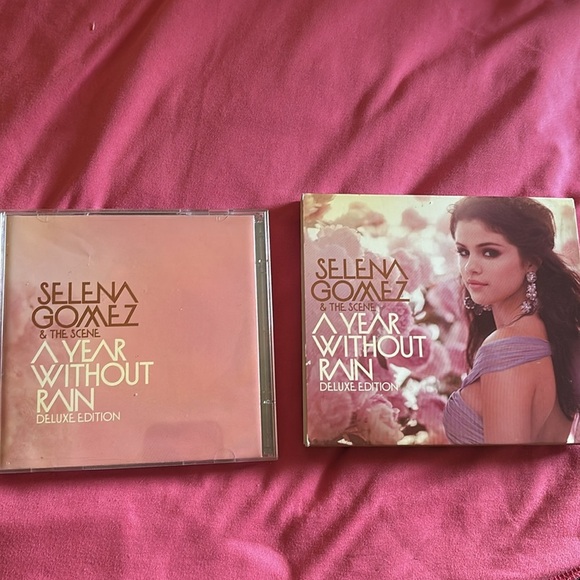 SELENA
GOMEZ
& THE SCENE
A YEAR
WITHOUT
RAIN
DELUXE EDITION
SELENA
GOMEZ
& THE SCENE
A YEAR
WITHOUT
RAIN
DELUXE EDITION